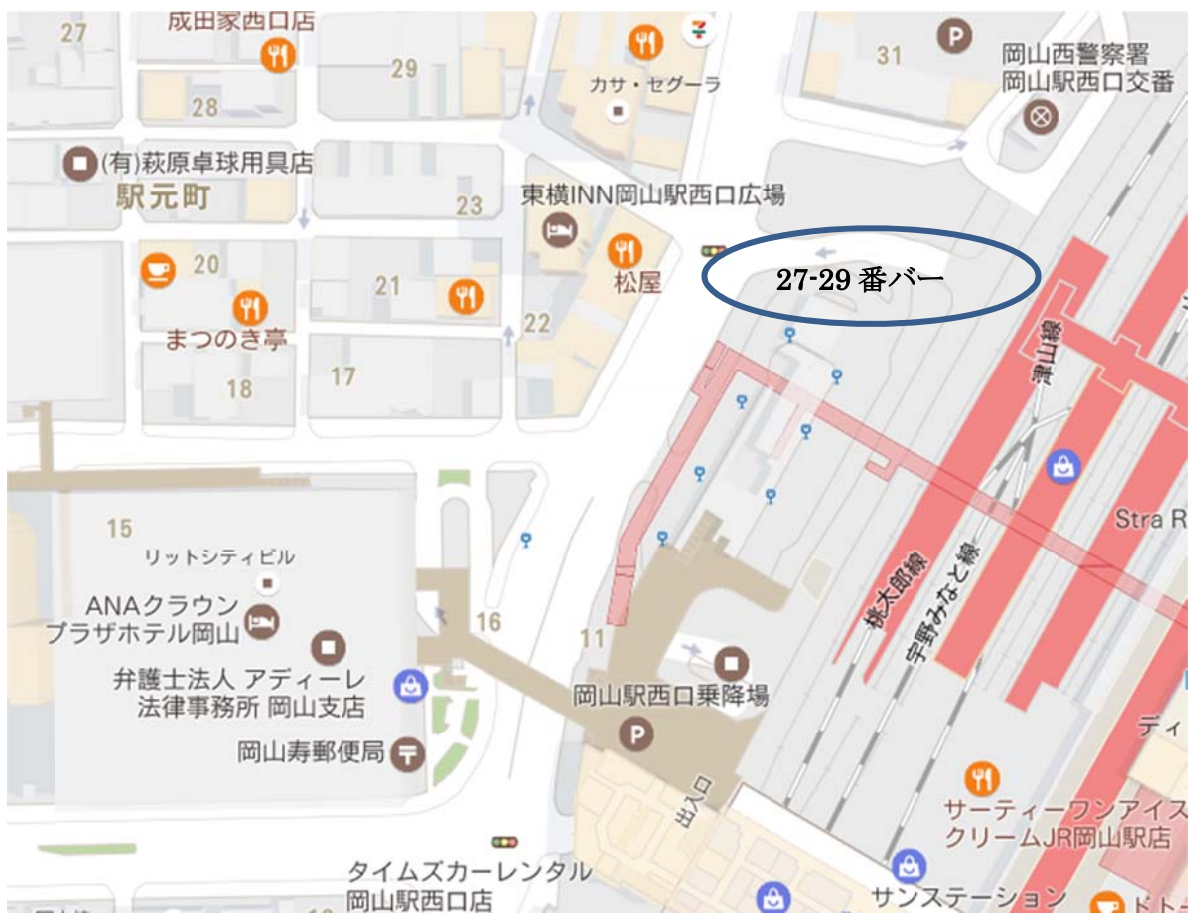 27
成田家西口店
29
31
P
岡山西警察署
岡山駅西口交番
28
カサ・セグーラ
(有)萩原卓球用具店
駅元町
23
東横INN岡山駅西口広場
20
21
松屋
27-29 番バー
まつのき亭
22
18
17
津山線
15
リットシティビル
Stra R
ANAクラウン
プラザホテル岡山
16
11
桃太郎線
宇野みなと線
弁護士法人 アディーレ
法律事務所 岡山支店
岡山駅西口乗降場
P
岡山寿郵便局
ディ
出入口
サーティーワンアイス
クリームJR岡山駅店
タイムズカーレンタル
岡山駅西口店
サンステーション
ドトー